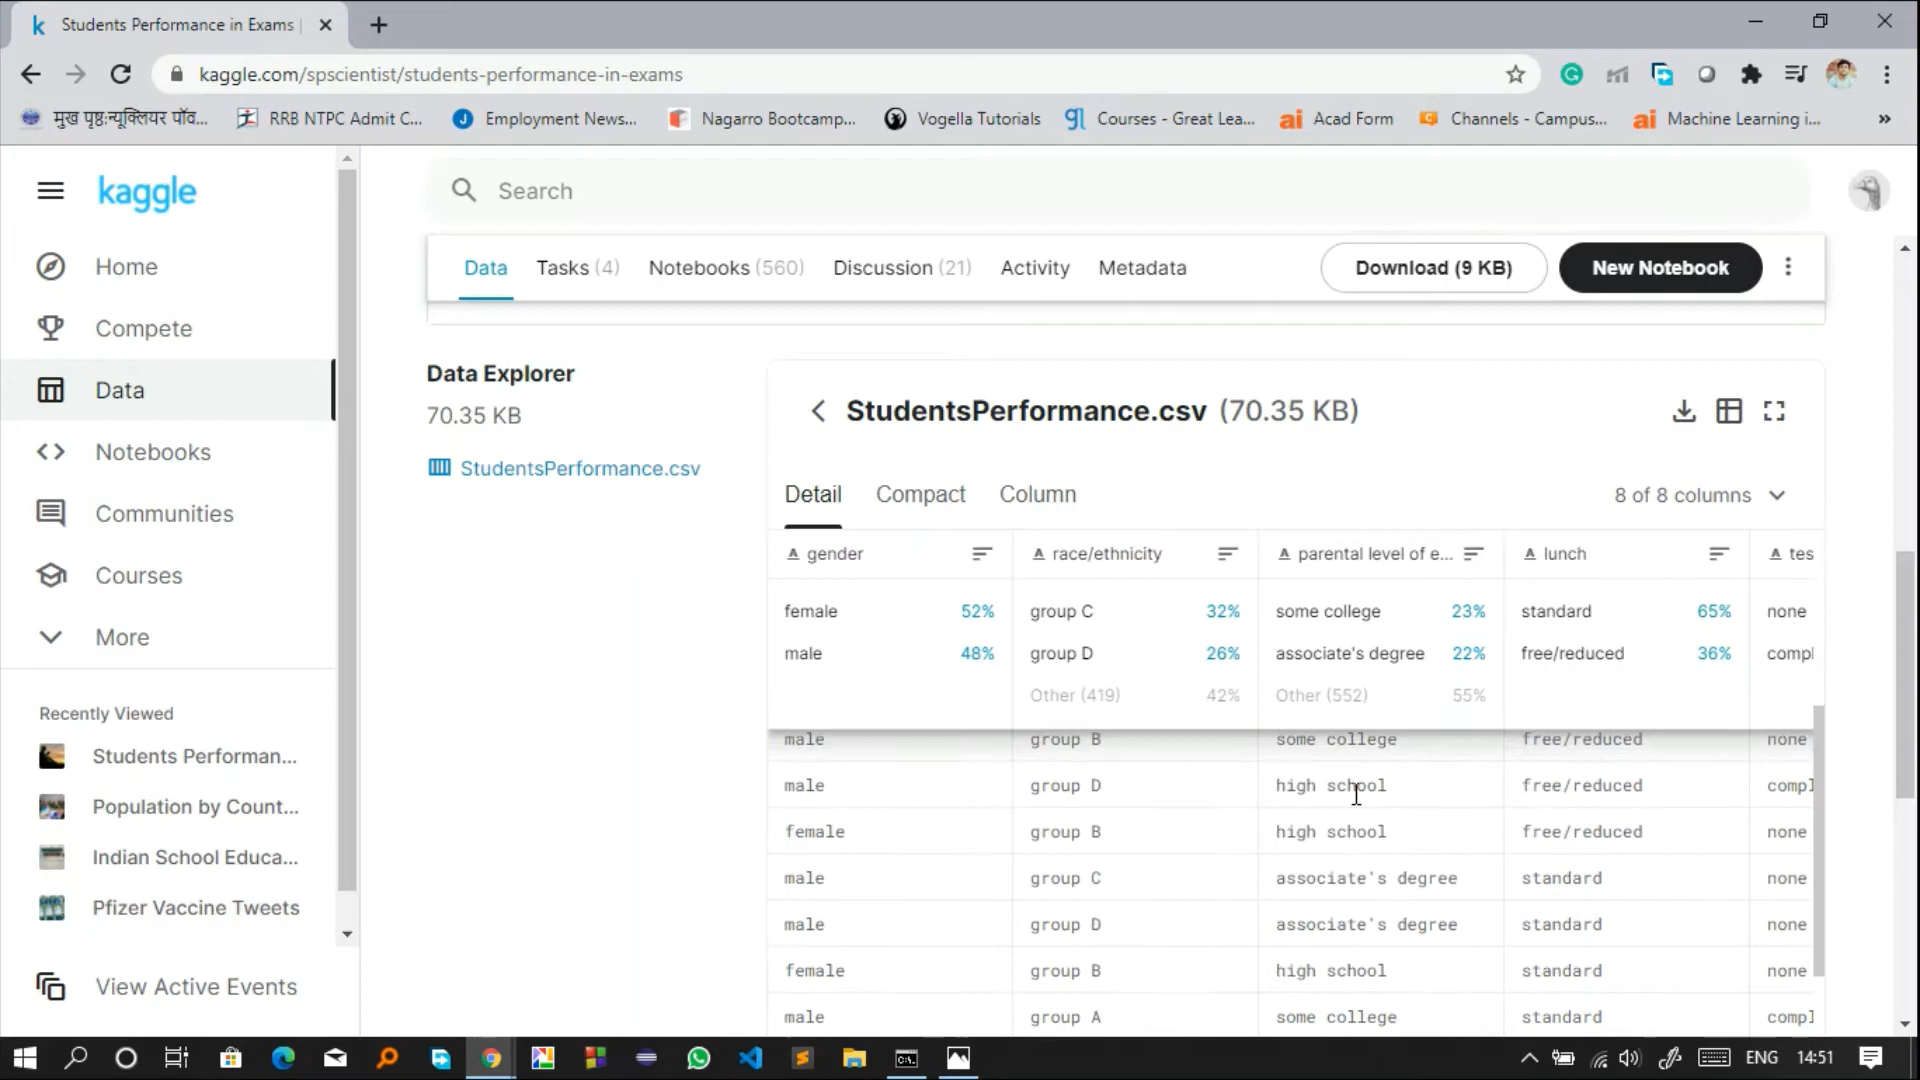 Students Performance in Exams
kaggle.com/spscientist/students-performance-in-exams
मुख पृष्ठ:न्यूक्लियर पॉव... RRB NTPC Admit C... Employment News... Nagarro Bootcamp... Vogella Tutorials Courses - Great Lea... Acad Form Channels - Campus... Machine Learning i... »
kaggle
Search
Home
Compete
Data
Notebooks
Communities
Courses
More
Recently Viewed
Students Performan...
Population by Count...
Indian School Educa...
Pfizer Vaccine Tweets
View Active Events
Data Tasks (4) Notebooks (560) Discussion (21) Activity Metadata Download (9 KB) New Notebook
Data Explorer
70.35 KB
StudentsPerformance.csv
StudentsPerformance.csv (70.35 KB)
Detail Compact Column 8 of 8 columns
A gender A race/ethnicity A parental level of e... A lunch A tes
female 52% group C 32% some college 23% standard 65% none
male 48% group D 26% associate's degree 22% free/reduced 36% compl
Other (419) 42% Other (552) 55%
male group B some college free/reduced none
male group D high school free/reduced compl
female group B high school free/reduced none
male group C associate's degree standard none
male group D associate's degree standard none
female group B high school standard none
male group A some college standard compl
ENG 14:51